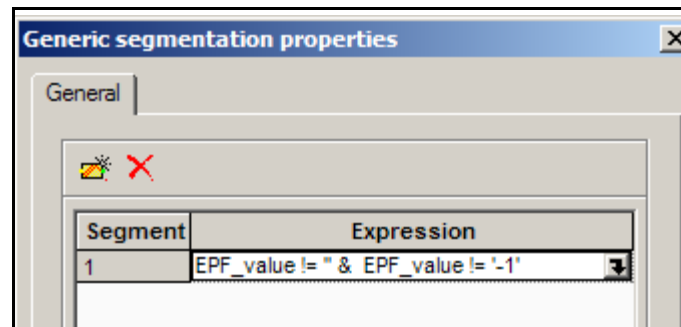 Generic segmentation properties
General
Segment Expression
1 EPF_value != '' & EPF_value != '-1'